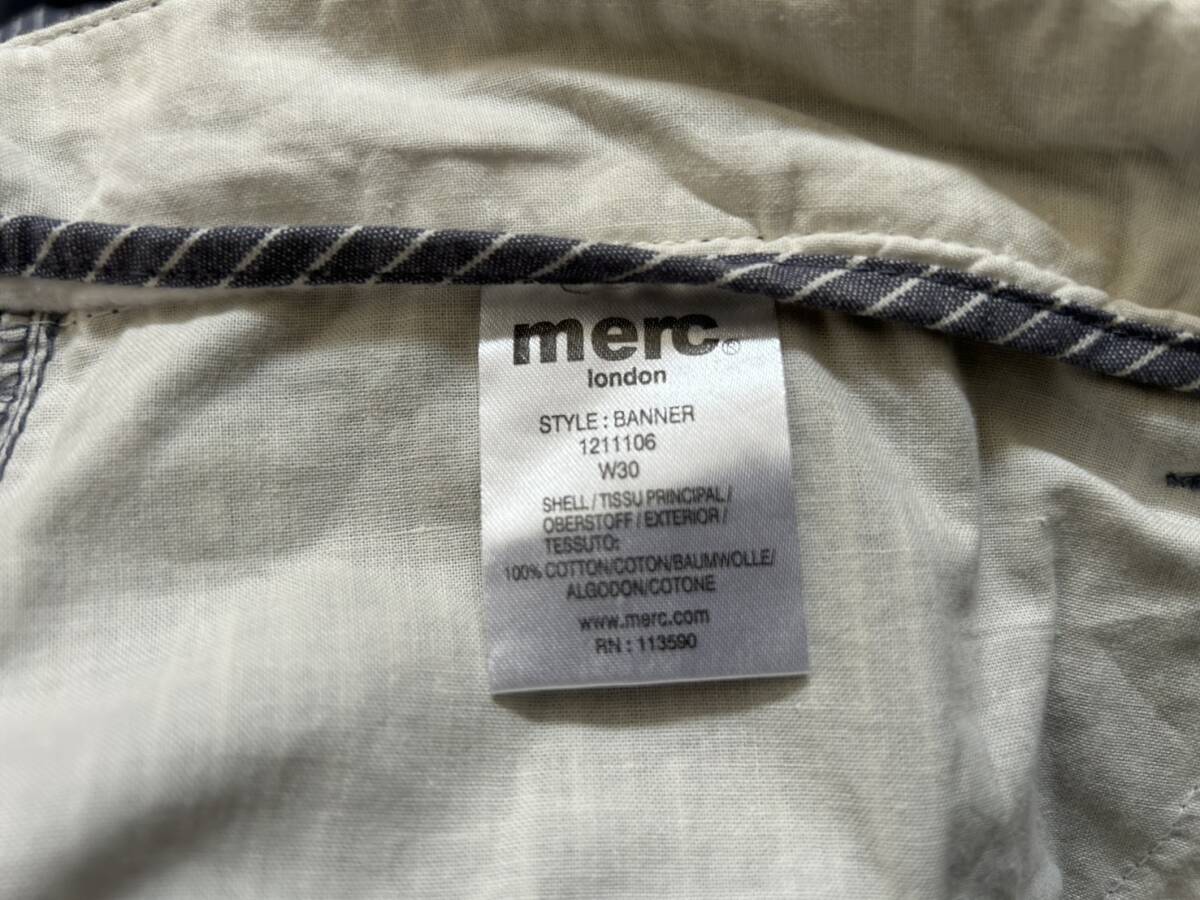 merc®
london
STYLE : BANNER
1211106
W30
SHELL / TISSU PRINCIPAL /
OBERSTOFF / EXTERIOR /
TESSUTO:
100% COTTON/COTON/BAUMWOLLE/
ALGODON/COTONE
www.merc.com
RN : 113590